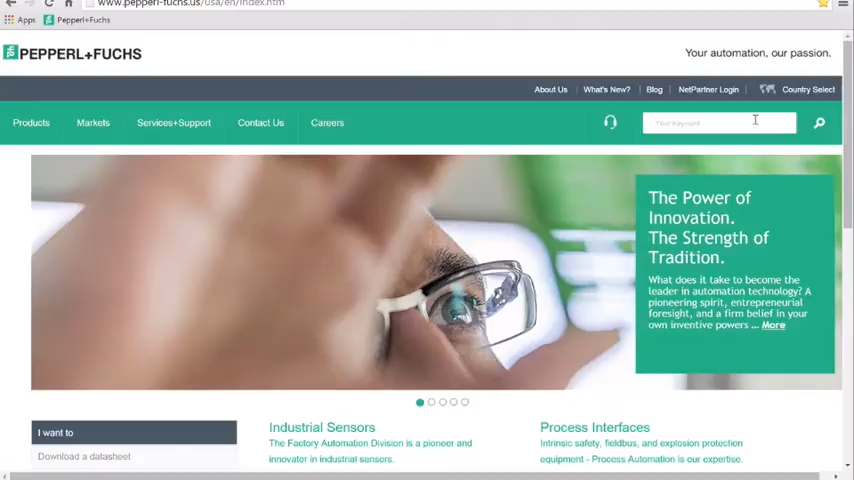 www.pepperl-fuchs.us/usa/en/index.htm
Apps Pepperl+Fuchs
PEPPERL+FUCHS
Your automation, our passion.
About Us | What's New? | Blog | NetPartner Login | Country Select
Products Markets Services+Support Contact Us Careers
Your Keyword
The Power of
Innovation.
The Strength of
Tradition.
What does it take to become the
leader in automation technology? A
pioneering spirit, entrepreneurial
foresight, and a firm belief in your
own inventive powers ... More
I want to
Download a datasheet
Industrial Sensors
The Factory Automation Division is a pioneer and
innovator in industrial sensors.
Process Interfaces
Intrinsic safety, fieldbus, and explosion protection
equipment - Process Automation is our expertise.